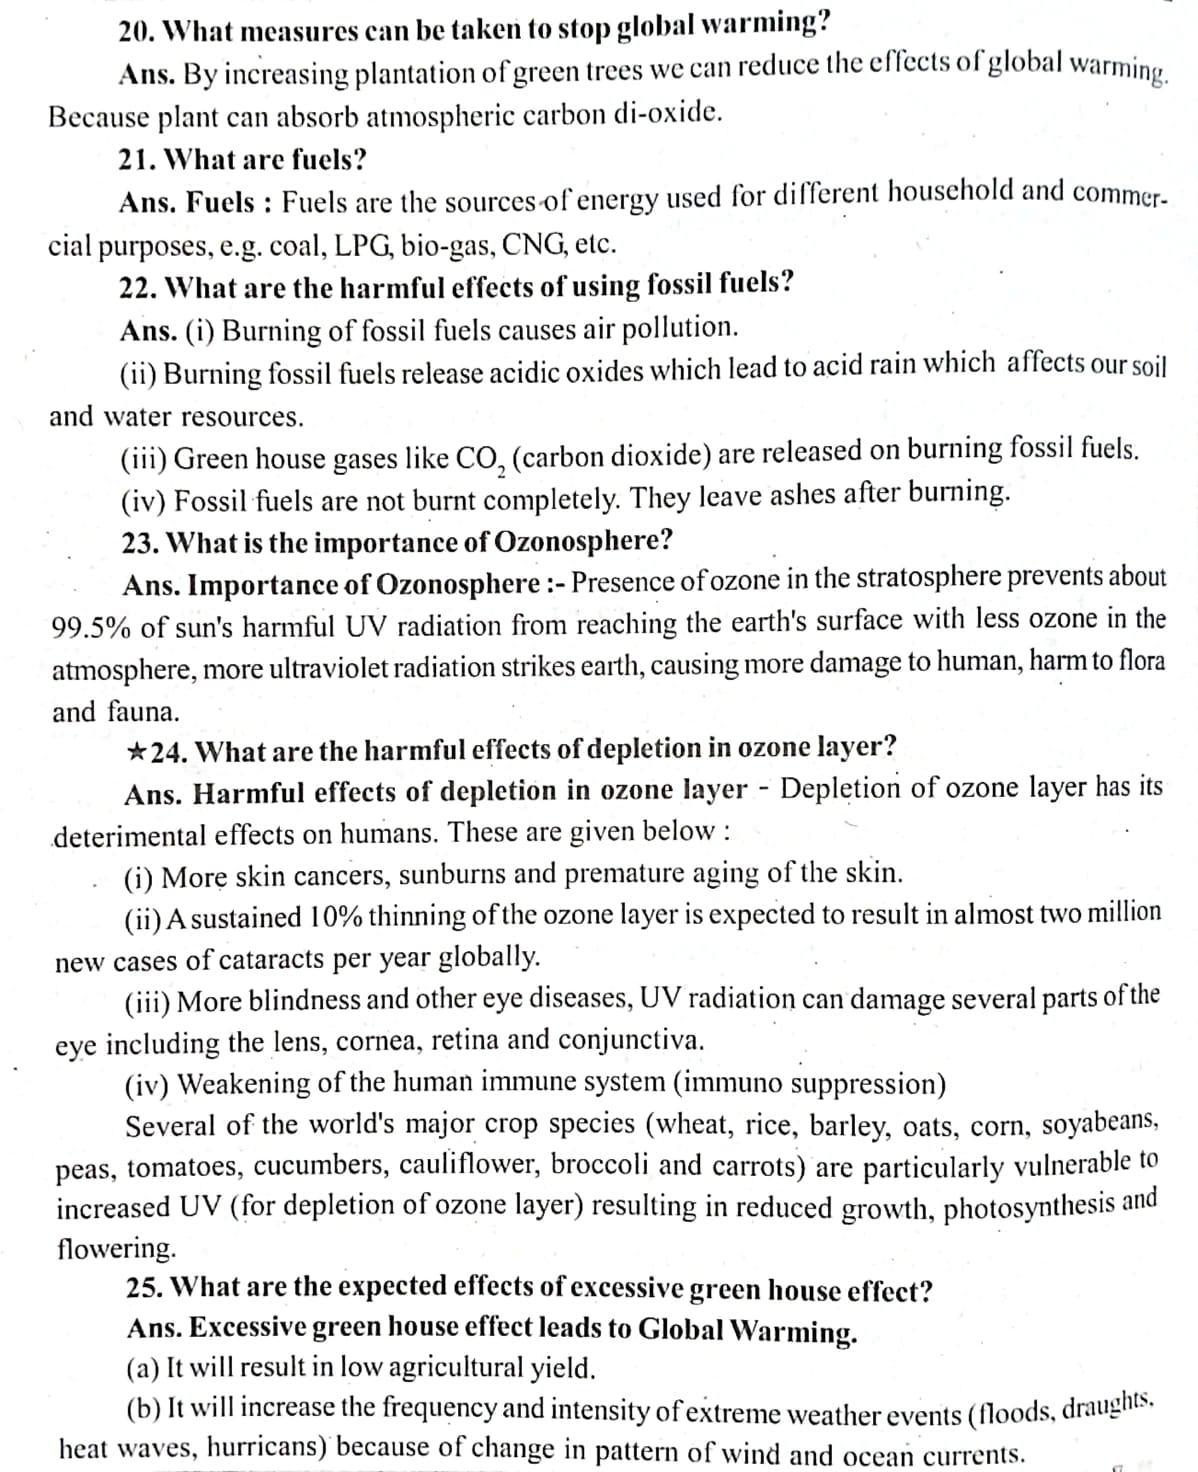 20. What measures can be taken to stop global warming?
Ans. By increasing plantation of green trees we can reduce the effects of global warming.
Because plant can absorb atmospheric carbon di-oxide.
21. What are fuels?
Ans. Fuels : Fuels are the sources of energy used for different household and commer-
cial purposes, e.g. coal, LPG, bio-gas, CNG, etc.
22. What are the harmful effects of using fossil fuels?
Ans. (i) Burning of fossil fuels causes air pollution.
(ii) Burning fossil fuels release acidic oxides which lead to acid rain which affects our soil
and water resources.
(iii) Green house gases like CO₂ (carbon dioxide) are released on burning fossil fuels.
(iv) Fossil fuels are not burnt completely. They leave ashes after burning.
23. What is the importance of Ozonosphere?
Ans. Importance of Ozonosphere :- Presence of ozone in the stratosphere prevents about
99.5% of sun's harmful UV radiation from reaching the earth's surface with less ozone in the
atmosphere, more ultraviolet radiation strikes earth, causing more damage to human, harm to flora
and fauna.
★24. What are the harmful effects of depletion in ozone layer?
Ans. Harmful effects of depletion in ozone layer - Depletion of ozone layer has its
deterimental effects on humans. These are given below :
(i) More skin cancers, sunburns and premature aging of the skin.
(ii) A sustained 10% thinning of the ozone layer is expected to result in almost two million
new cases of cataracts per year globally.
(iii) More blindness and other eye diseases, UV radiation can damage several parts of the
eye including the lens, cornea, retina and conjunctiva.
(iv) Weakening of the human immune system (immuno suppression)
Several of the world's major crop species (wheat, rice, barley, oats, corn, soyabeans,
peas, tomatoes, cucumbers, cauliflower, broccoli and carrots) are particularly vulnerable to
increased UV (for depletion of ozone layer) resulting in reduced growth, photosynthesis and
flowering.
25. What are the expected effects of excessive green house effect?
Ans. Excessive green house effect leads to Global Warming.
(a) It will result in low agricultural yield.
(b) It will increase the frequency and intensity of extreme weather events (floods, draughts,
heat waves, hurricans) because of change in pattern of wind and ocean currents.